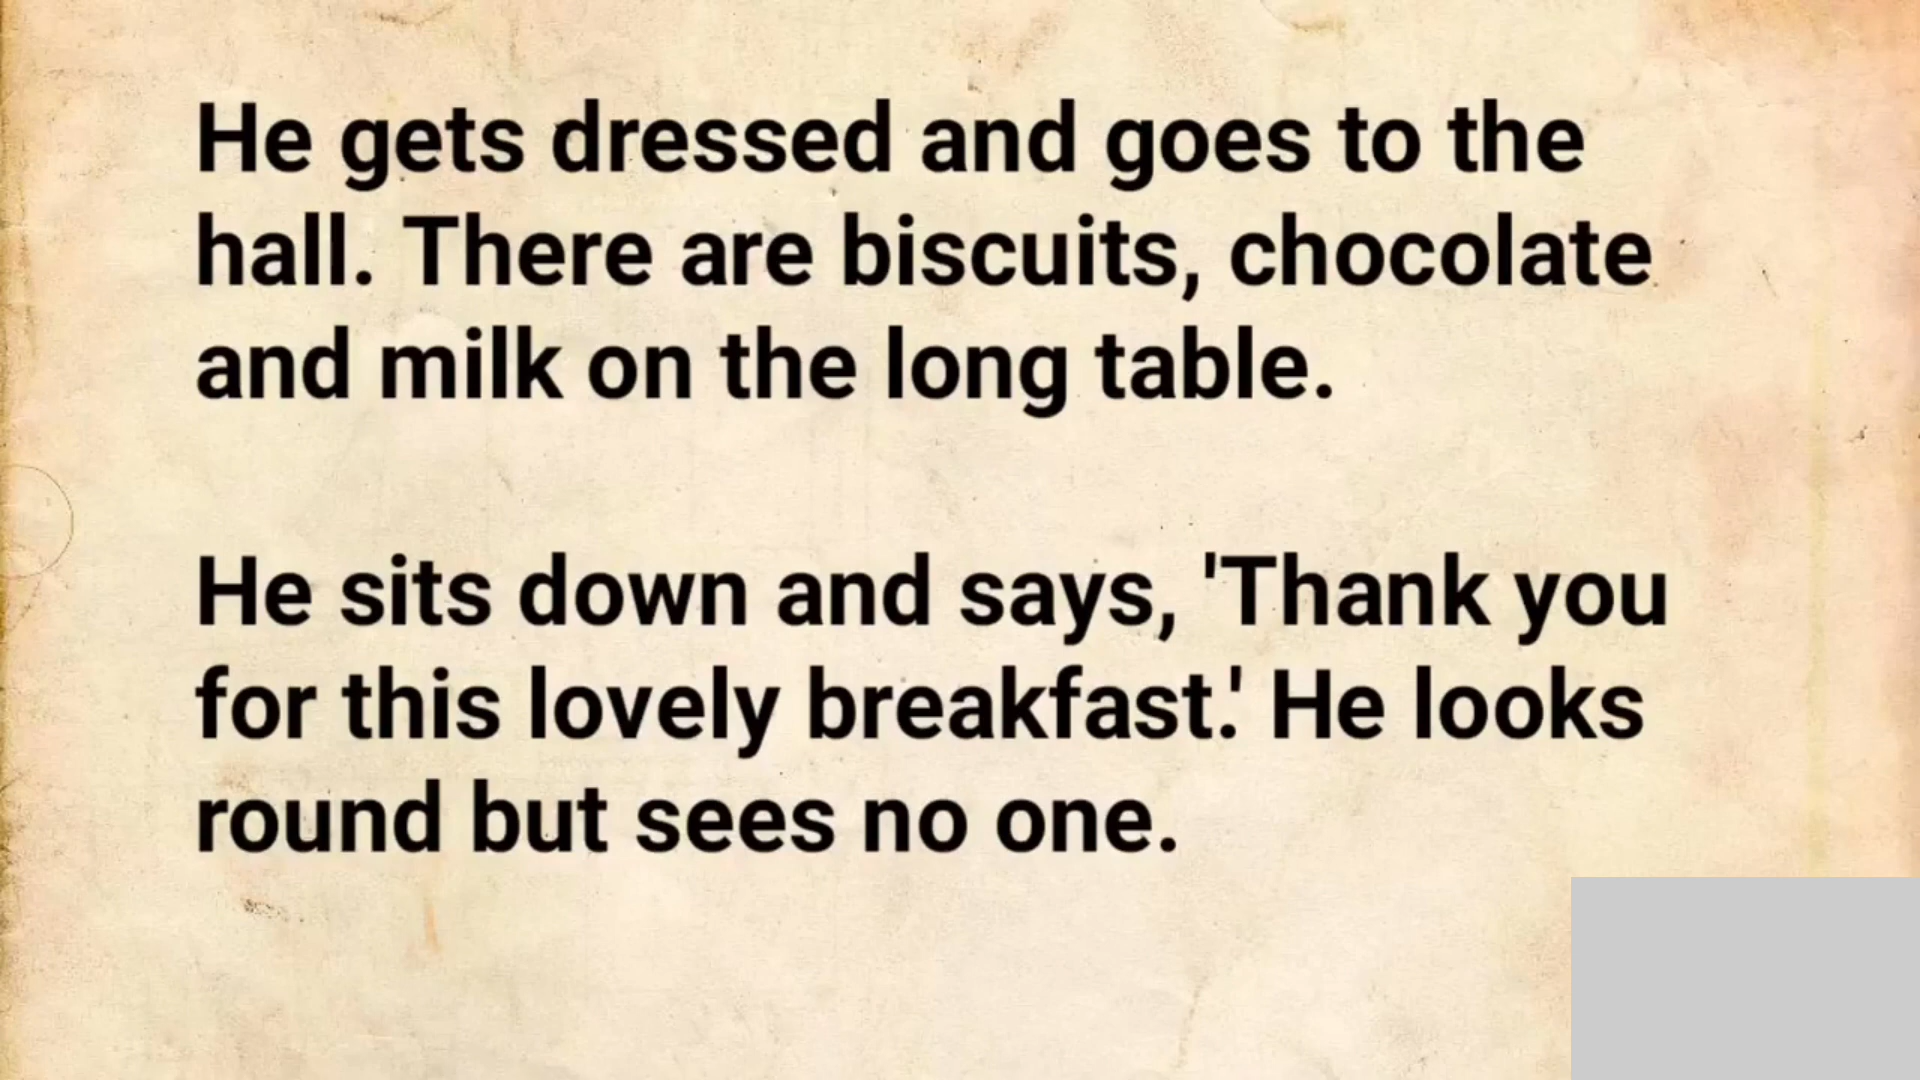 He gets dressed and goes to the
hall. There are biscuits, chocolate
and milk on the long table.
He sits down and says, 'Thank you
for this lovely breakfast.' He looks
round but sees no one.